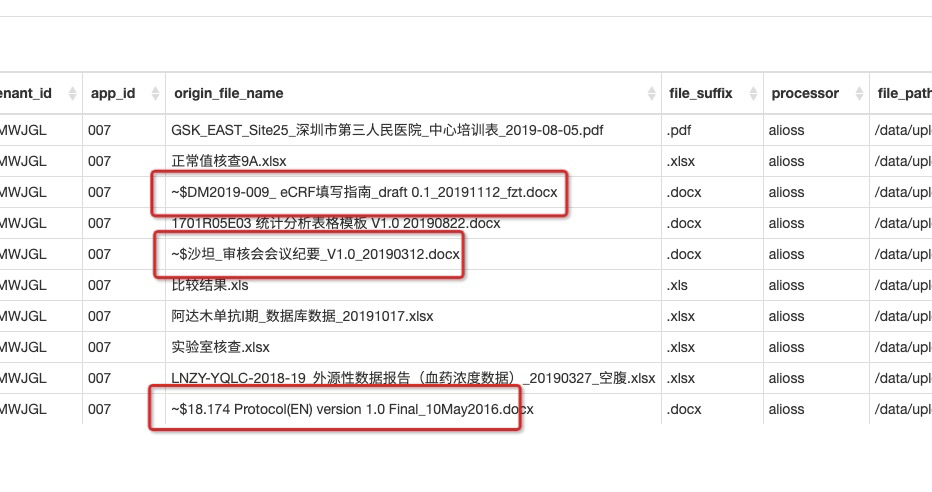 enant_id app_id origin_file_name file_suffix processor file_path
MWJGL 007 GSK_EAST_Site25_深圳市第三人民医院_中心培训表_2019-08-05.pdf .pdf alioss /data/upl
MWJGL 007 正常值核查9A.xlsx .xlsx alioss /data/upl
MWJGL 007 ~$DM2019-009_ eCRF填写指南_draft 0.1_20191112_fzt.docx .docx alioss /data/upl
MWJGL 007 1701R05E03 统计分析表格模板 V1.0 20190822.docx .docx alioss /data/upl
MWJGL 007 ~$沙坦_审核会会议纪要_V1.0_20190312.docx .docx alioss /data/upl
MWJGL 007 比较结果.xls .xls alioss /data/upl
MWJGL 007 阿达木单抗I期_数据库数据_20191017.xlsx .xlsx alioss /data/upl
MWJGL 007 实验室核查.xlsx .xlsx alioss /data/upl
MWJGL 007 LNZY-YQLC-2018-19_外源性数据报告（血药浓度数据）_20190327_空腹.xlsx .xlsx alioss /data/upl
MWJGL 007 ~$18.174 Protocol(EN) version 1.0 Final_10May2016.docx .docx alioss /data/upl